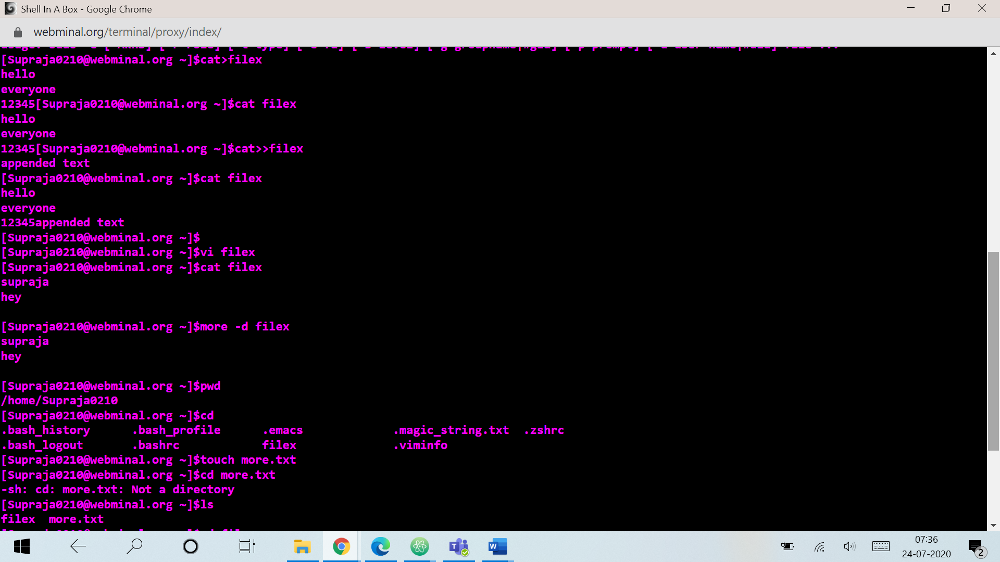 Shell In A Box - Google Chrome
webminal.org/terminal/proxy/index/
[Supraja0210@webminal.org ~]$cat>filex
hello
everyone
12345[Supraja0210@webminal.org ~]$cat filex
hello
everyone
12345[Supraja0210@webminal.org ~]$cat>>filex
appended text
[Supraja0210@webminal.org ~]$cat filex
hello
everyone
12345appended text
[Supraja0210@webminal.org ~]$
[Supraja0210@webminal.org ~]$vi filex
[Supraja0210@webminal.org ~]$cat filex
supraja
hey
[Supraja0210@webminal.org ~]$more -d filex
supraja
hey
[Supraja0210@webminal.org ~]$pwd
/home/Supraja0210
[Supraja0210@webminal.org ~]$cd
.bash_history .bash_profile .emacs .magic_string.txt .zshrc
.bash_logout .bashrc filex .viminfo
[Supraja0210@webminal.org ~]$touch more.txt
[Supraja0210@webminal.org ~]$cd more.txt
-sh: cd: more.txt: Not a directory
[Supraja0210@webminal.org ~]$ls
filex more.txt
07:36
24-07-2020
2